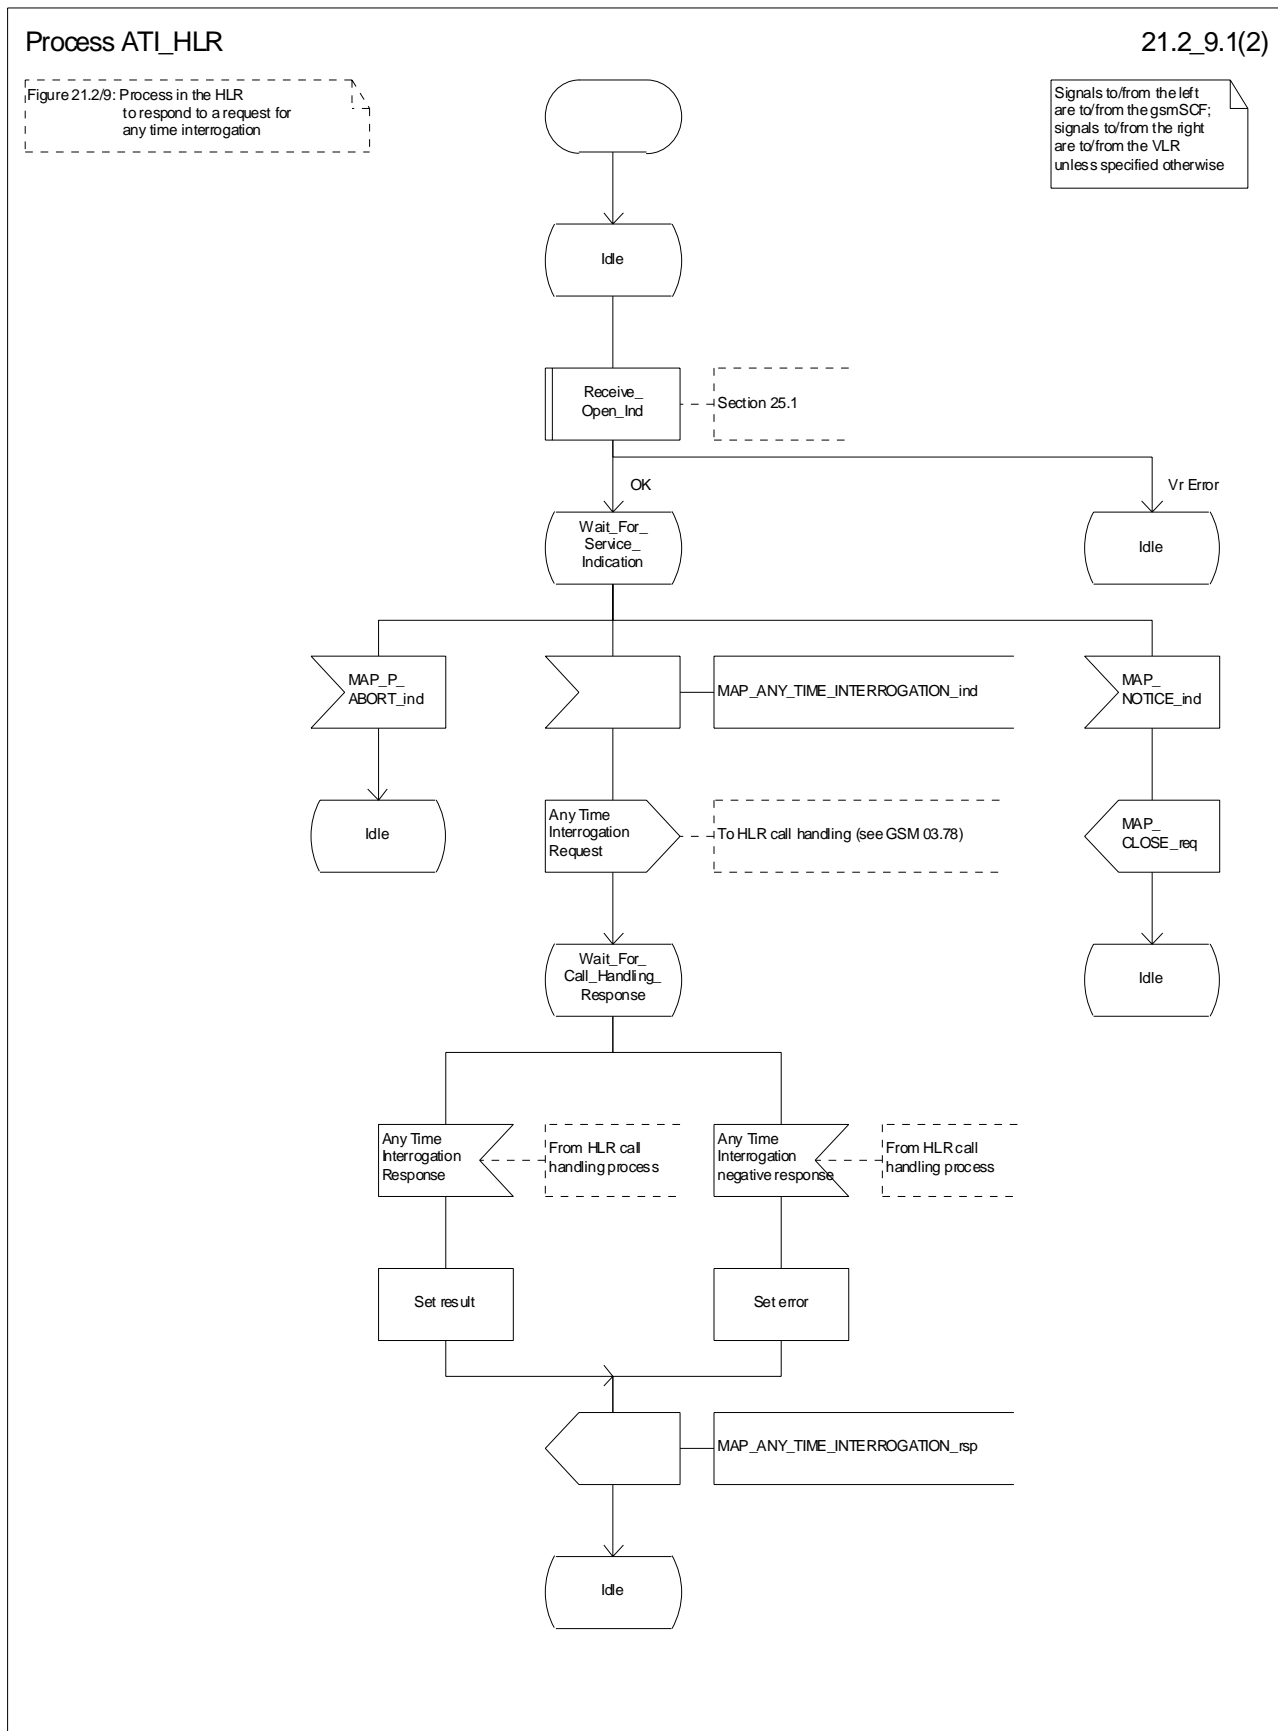 Process ATI_HLR
21.2_9.1(2)
Figure 21.2/9: Process in the HLR
to respond to a request for
any time interrogation
Signals to/from the left
are to/from the gsmSCF;
signals to/from the right
are to/from the VLR
unless specified otherwise
Idle
Receive_
Open_Ind
Section 25.1
OK
Vr Error
Wait_For_
Service_
Indication
Idle
MAP_P_
ABORT_ind
MAP_ANY_TIME_INTERROGATION_ind
MAP_
NOTICE_ind
Idle
Any Time
Interrogation
Request
To HLR call handling (see GSM 03.78)
MAP_
CLOSE_req
Wait_For_
Call_Handling_
Response
Idle
Any Time
Interrogation
Response
From HLR call
handling process
Any Time
Interrogation
negative response
From HLR call
handling process
Set result
Set error
MAP_ANY_TIME_INTERROGATION_rsp
Idle